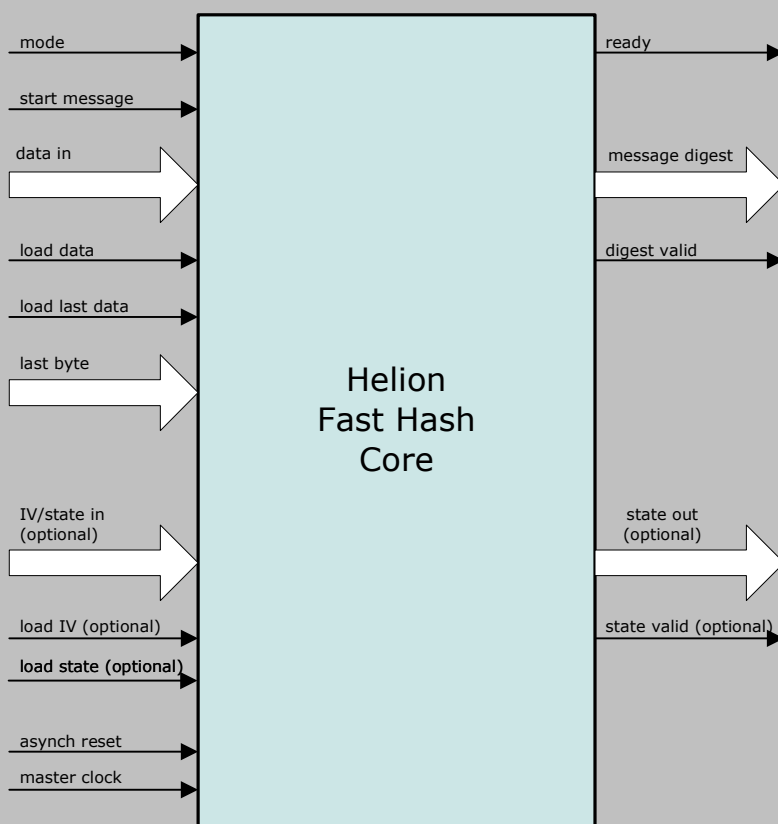 mode
start message
data in
load data
load last data
last byte
IV/state in
(optional)
load IV (optional)
load state (optional)
asynch reset
master clock
Helion
Fast Hash
Core
ready
message digest
digest valid
state out
(optional)
state valid (optional)